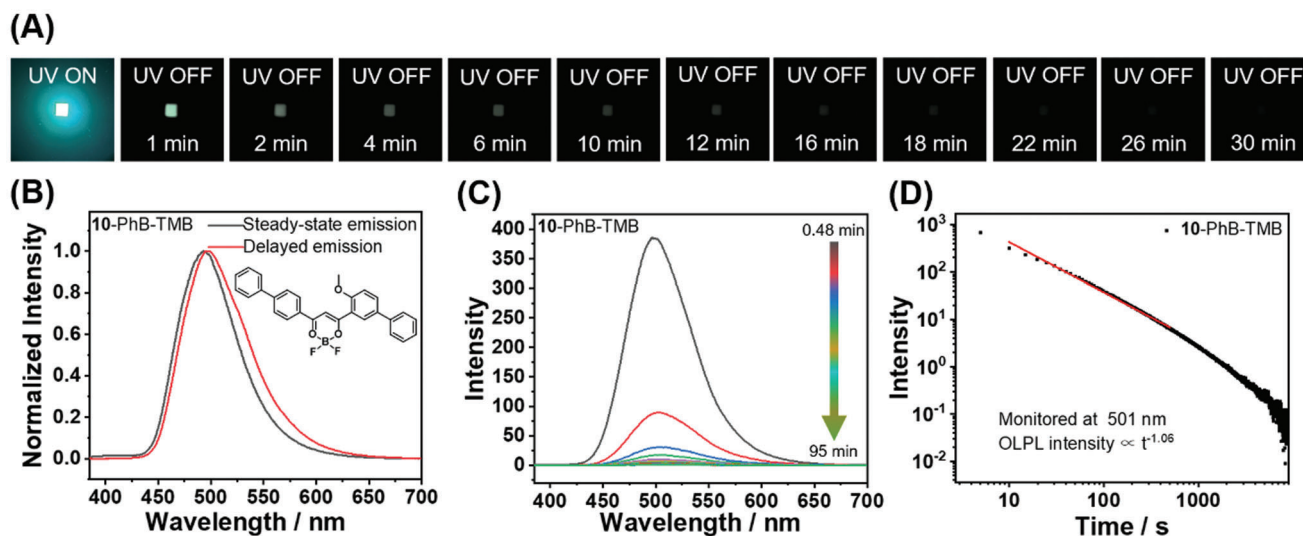 (A)
UV ON UV OFF UV OFF UV OFF UV OFF UV OFF UV OFF UV OFF UV OFF UV OFF UV OFF UV OFF
1 min 2 min 4 min 6 min 10 min 12 min 16 min 18 min 22 min 26 min 30 min
(B)
10-PhB-TMB
Steady-state emission
Delayed emission
O
O O
B
F F
Normalized Intensity
1.0
0.8
0.6
0.4
0.2
0.0
400 450 500 550 600 650 700
Wavelength / nm
(C)
10-PhB-TMB
0.48 min
95 min
Intensity
400
350
300
250
200
150
100
50
0
400 450 500 550 600 650 700
Wavelength / nm
(D)
10-PhB-TMB
Intensity
10³
10²
10¹
10⁰
10⁻¹
10⁻²
Monitored at 501 nm
OLPL intensity ∝ t⁻¹·⁰⁶
10 100 1000
Time / s